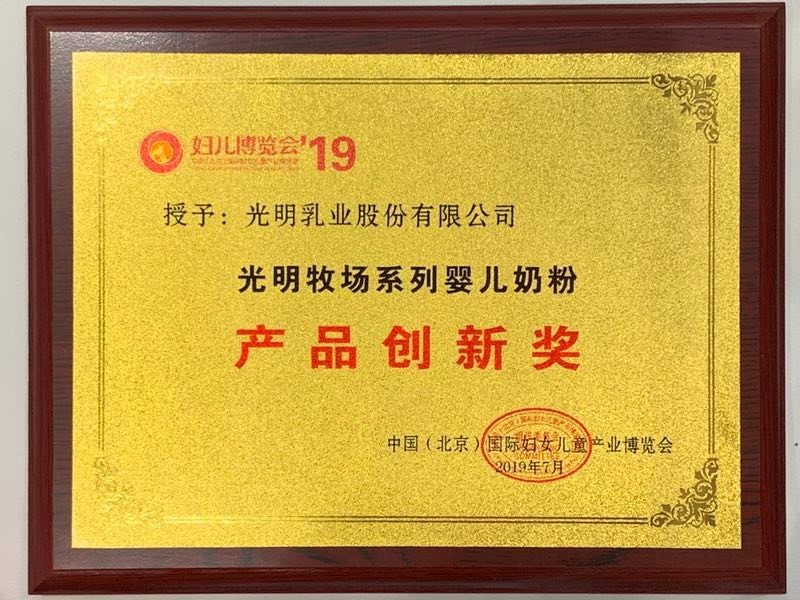 妇儿博览会'19
授予：光明乳业股份有限公司
光明牧场系列婴儿奶粉
产品创新奖
中国（北京）国际妇女儿童产业博览会
2019年7月
COMMITTEE